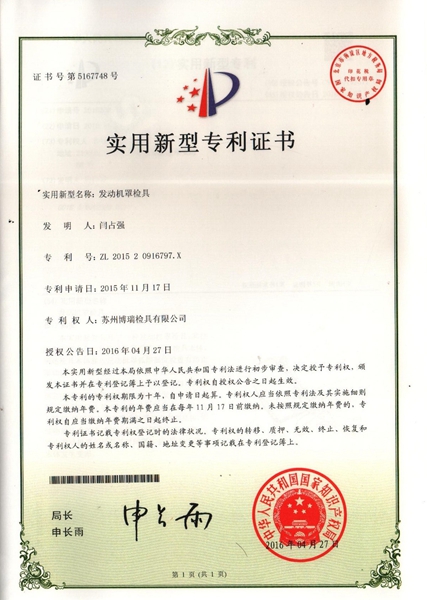 证书号第5167748号
印花税
代扣专用章
实用新型专利证书
实用新型名称：发动机罩检具
发 明 人：闫占强
专 利 号：ZL 2015 2 0916797.X
专利申请日：2015年11月17日
专 利 权 人：苏州博瑞检具有限公司
授权公告日：2016年04月27日
本实用新型经过本局依照中华人民共和国专利法进行初步审查，决定授予专利权，颁
发本证书并在专利登记簿上予以登记。专利权自授权公告之日起生效。
本专利的专利权期限为十年，自申请日起算。专利权人应当依照专利法及其实施细则
规定缴纳年费。本专利的年费应当在每年11月17日前缴纳。未按照规定缴纳年费的，专
利权自应当缴纳年费期满之日起终止。
专利证书记载专利权登记时的法律状况。专利权的转移、质押、无效、终止、恢复和
专利权人的姓名或名称、国籍、地址变更等事项记载在专利登记簿上。
局长
申长雨
申长雨
中华人民共和国国家知识产权局
2016年04月27日
第1页（共1页）